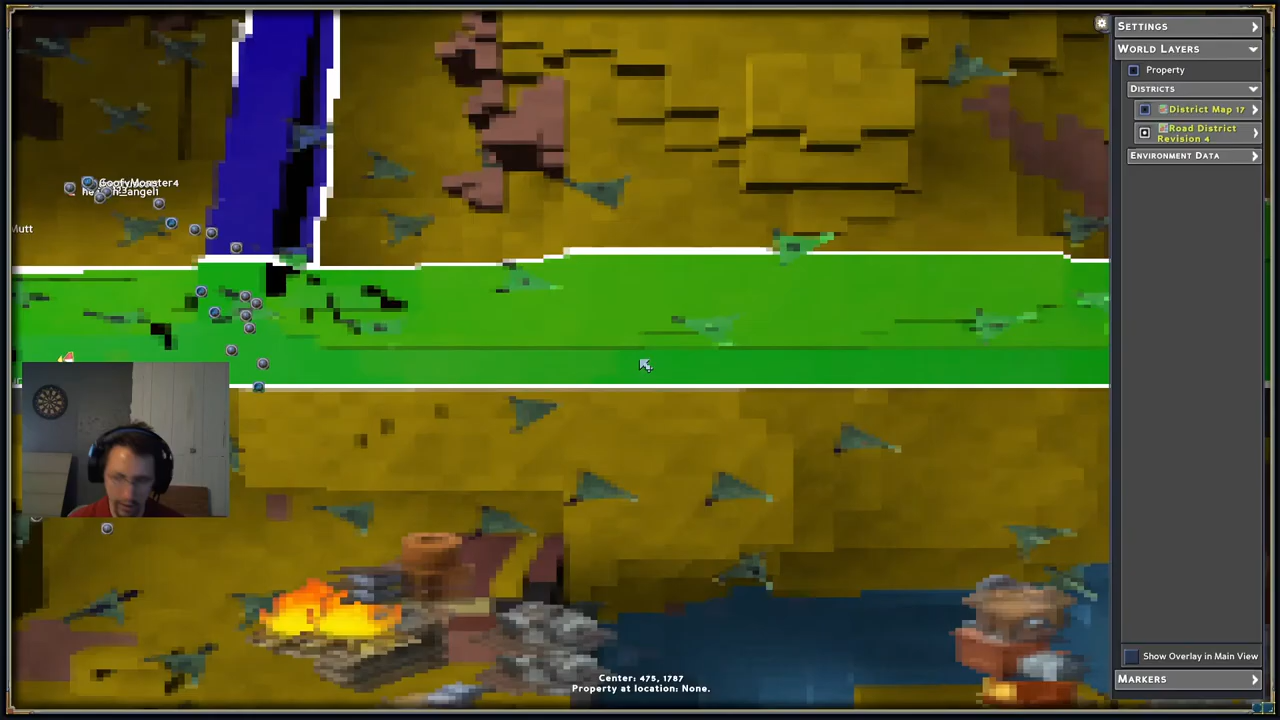 SETTINGS
WORLD LAYERS
Property
DISTRICTS
District Map 17
Road District
Revision 4
ENVIRONMENT DATA
GoofyMonster4
Mutt
Center: 475, 1787
Property at location: None.
Show Overlay in Main View
MARKERS